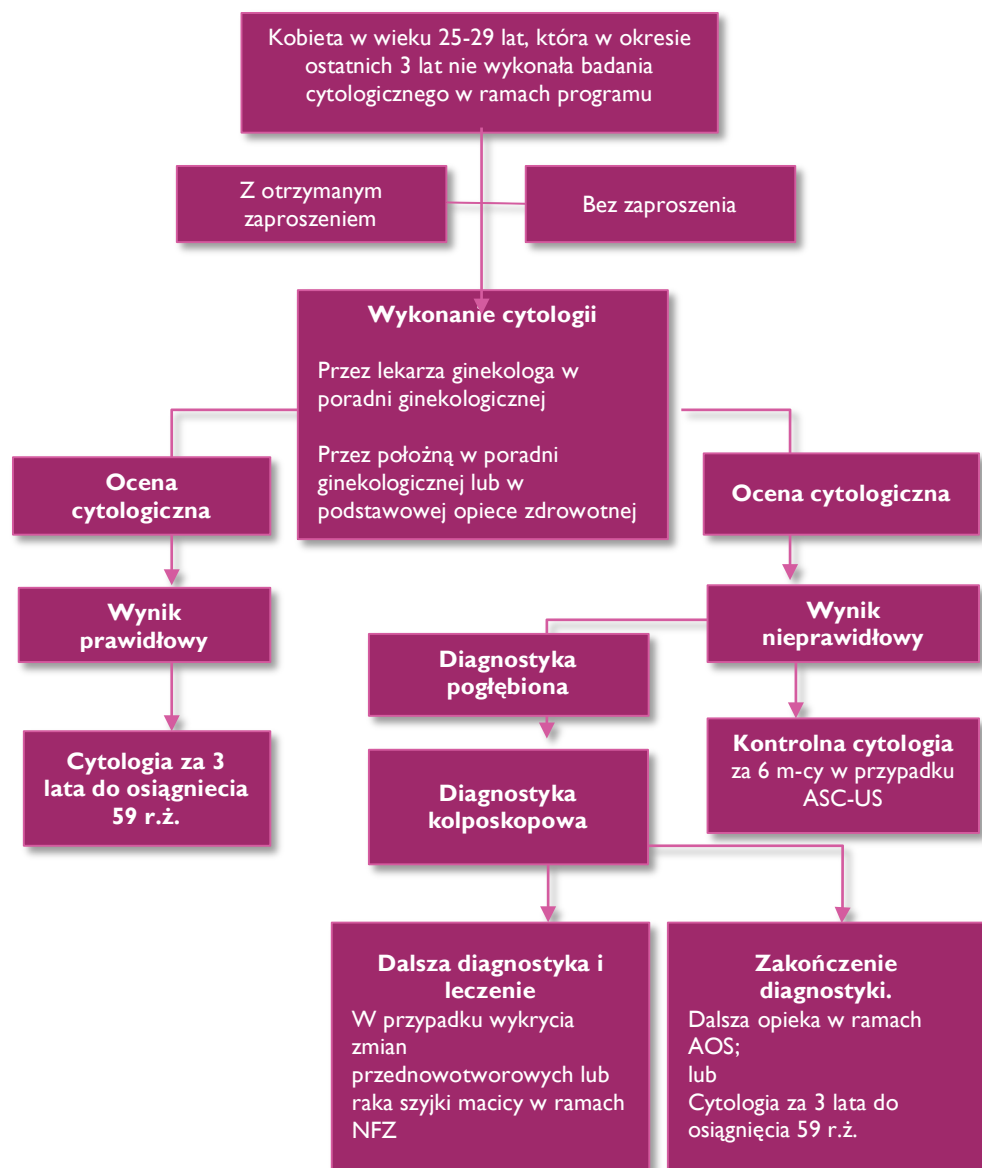 Kobieta w wieku 25-29 lat, która w okresie
ostatnich 3 lat nie wykonała badania
cytologicznego w ramach programu
Z otrzymanym
zaproszeniem
Bez zaproszenia
Wykonanie cytologii
Przez lekarza ginekologa w
poradni ginekologicznej
Przez położną w poradni
ginekologicznej lub w
podstawowej opiece zdrowotnej
Ocena
cytologiczna
Ocena cytologiczna
Wynik
prawidłowy
Wynik
nieprawidłowy
Diagnostyka
pogłębiona
Cytologia za 3
lata do osiągniecia
59 r.ż.
Kontrolna cytologia
za 6 m-cy w przypadku
ASC-US
Diagnostyka
kolposkopowa
Dalsza diagnostyka i
leczenie
W przypadku wykrycia
zmian
przednowotworowych lub
raka szyjki macicy w ramach
NFZ
Zakończenie
diagnostyki.
Dalsza opieka w ramach
AOS;
lub
Cytologia za 3 lata do
osiągnięcia 59 r.ż.